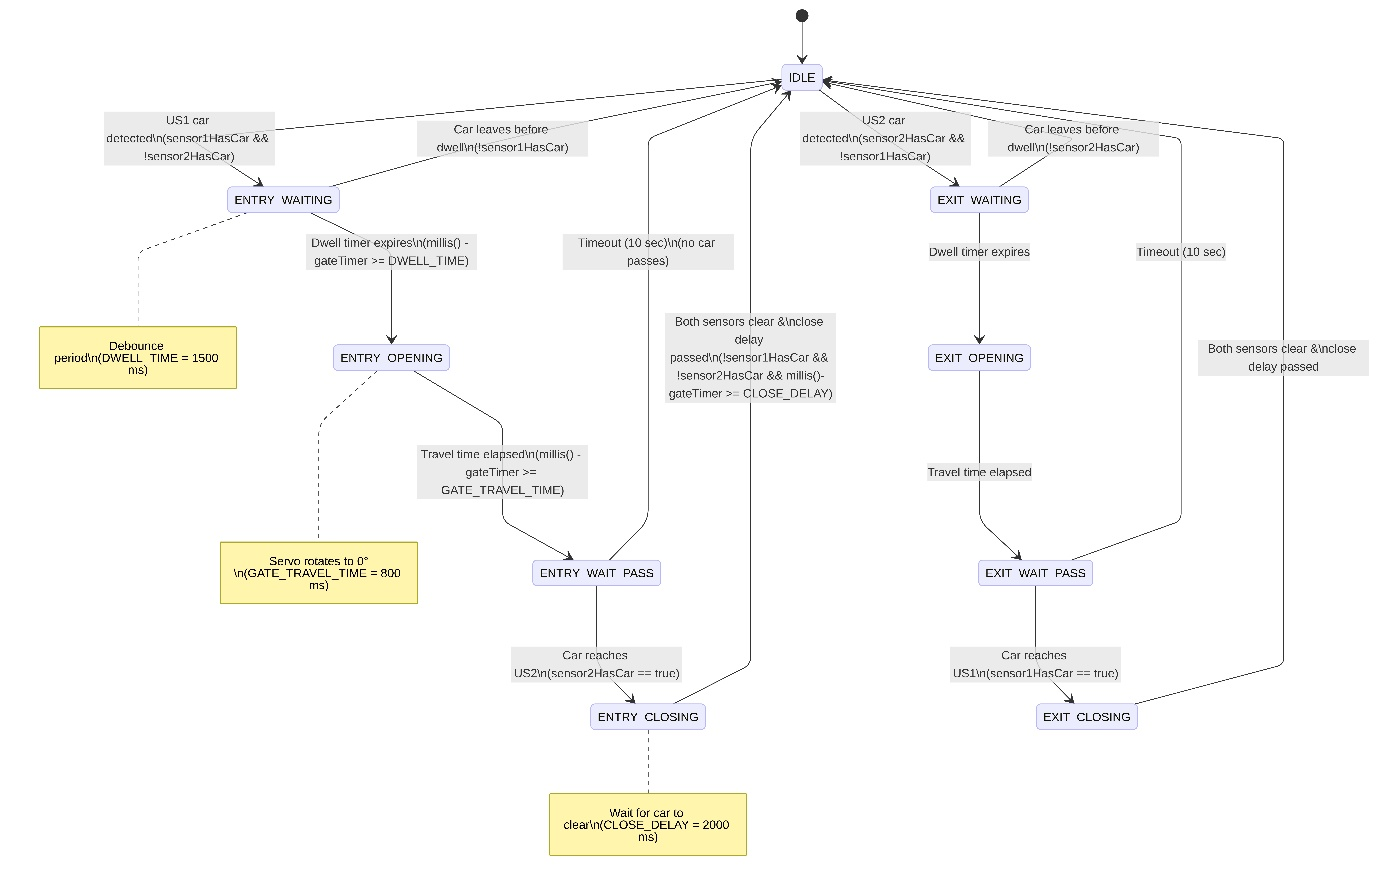 IDLE
US1 car
detected\n(sensor1HasCar &&
!sensor2HasCar)
Car leaves before
dwell\n(!sensor1HasCar)
US2 car
detected\n(sensor2HasCar &&
!sensor1HasCar)
Car leaves before
dwell\n(!sensor2HasCar)
ENTRY_WAITING
EXIT_WAITING
Dwell timer expires\n(millis() -
gateTimer >= DWELL_TIME)
Timeout (10 sec)\n(no car
passes)
Dwell timer expires
Timeout (10 sec)
Debounce
period\n(DWELL_TIME = 1500
ms)
ENTRY_OPENING
Both sensors clear &\nclose
delay
passed\n(!sensor1HasCar &&
!sensor2HasCar && millis()-
gateTimer >= CLOSE_DELAY)
EXIT_OPENING
Both sensors clear &\nclose
delay passed
Travel time elapsed\n(millis() -
gateTimer >=
GATE_TRAVEL_TIME)
Travel time elapsed
Servo rotates to 0°
\n(GATE_TRAVEL_TIME = 800
ms)
ENTRY_WAIT_PASS
EXIT_WAIT_PASS
Car reaches
US2\n(sensor2HasCar == true)
Car reaches
US1\n(sensor1HasCar == true)
ENTRY_CLOSING
EXIT_CLOSING
Wait for car to
clear\n(CLOSE_DELAY = 2000
ms)